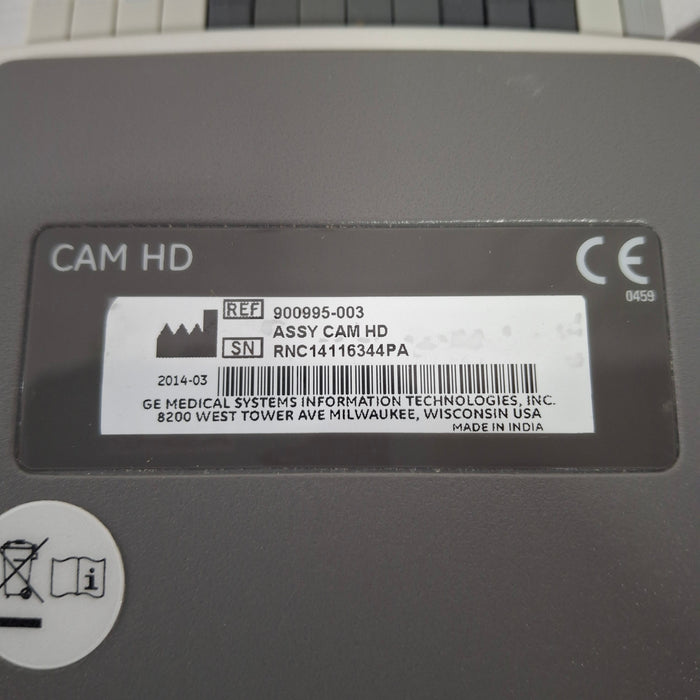 CAM HD
CE
0459
REF 900995-003
ASSY CAM HD
SN RNC14116344PA
2014-03
GE MEDICAL SYSTEMS INFORMATION TECHNOLOGIES, INC.
8200 WEST TOWER AVE MILWAUKEE, WISCONSIN USA
MADE IN INDIA
i